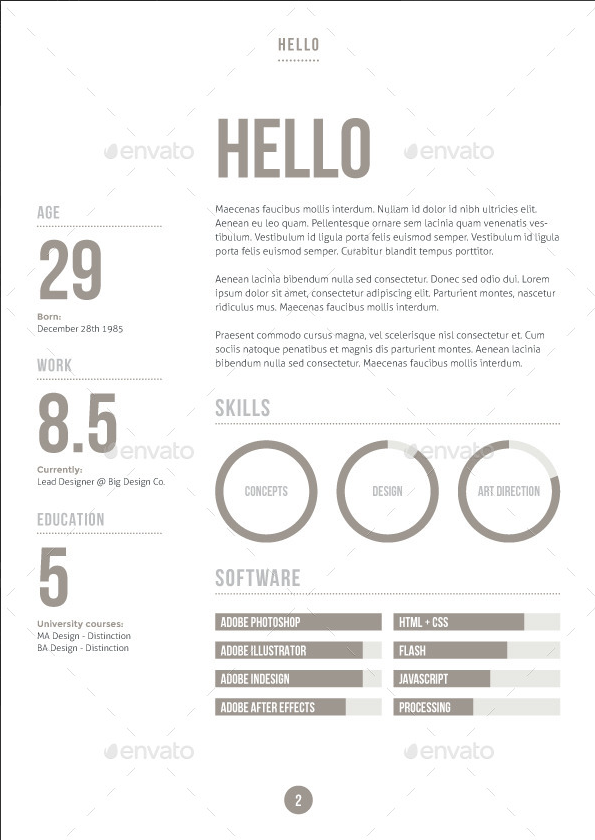 HELLO
HELLO
Maecenas faucibus mollis interdum. Nullam id dolor id nibh ultricies elit.
Aenean eu leo quam. Pellentesque ornare sem lacinia quam venenatis ves-
tibulum. Vestibulum id ligula porta felis euismod semper. Vestibulum id ligula
porta felis euismod semper. Curabitur blandit tempus porttitor.
Aenean lacinia bibendum nulla sed consectetur. Donec sed odio dui. Lorem
ipsum dolor sit amet, consectetur adipiscing elit. Parturient montes, nascetur
ridiculus mus. Maecenas faucibus mollis interdum.
Praesent commodo cursus magna, vel scelerisque nisl consectetur et. Cum
sociis natoque penatibus et magnis dis parturient montes. Aenean lacinia
bibendum nulla sed consectetur. Maecenas faucibus mollis interdum.
AGE
29
Born:
December 28th 1985
WORK
8.5
Currently:
Lead Designer @ Big Design Co.
EDUCATION
5
University courses:
MA Design - Distinction
BA Design - Distinction
SKILLS
CONCEPTS
DESIGN
ART DIRECTION
SOFTWARE
ADOBE PHOTOSHOP
HTML + CSS
ADOBE ILLUSTRATOR
FLASH
ADOBE INDESIGN
JAVASCRIPT
ADOBE AFTER EFFECTS
PROCESSING
2
envato
envato
envato
envato
envato
envato